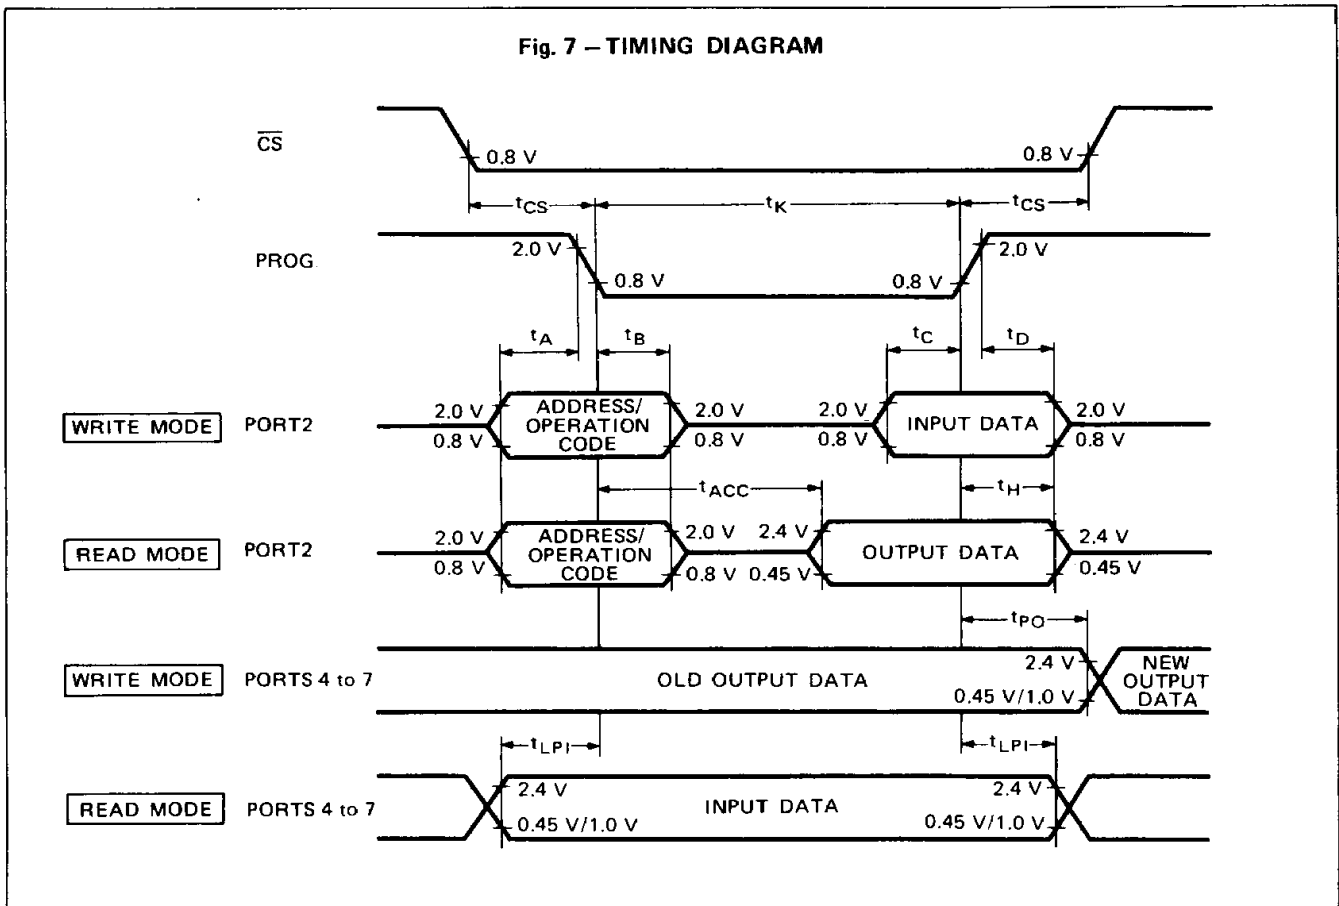 Fig. 7 – TIMING DIAGRAM
CS
0.8 V 0.8 V
tCS tK tCS
PROG
2.0 V 2.0 V
0.8 V 0.8 V
tA tB tC tD
WRITE MODE PORT2
2.0 V 2.0 V 2.0 V 2.0 V
0.8 V 0.8 V 0.8 V 0.8 V
ADDRESS/
OPERATION
CODE
INPUT DATA
tACC tH
READ MODE PORT2
2.0 V 2.0 V 2.4 V 2.4 V
0.8 V 0.8 V 0.45 V 0.45 V
ADDRESS/
OPERATION
CODE
OUTPUT DATA
tPO
WRITE MODE PORTS 4 to 7
OLD OUTPUT DATA
2.4 V
0.45 V/1.0 V
NEW
OUTPUT
DATA
tLPI tLPI
READ MODE PORTS 4 to 7
2.4 V INPUT DATA 2.4 V
0.45 V/1.0 V 0.45 V/1.0 V